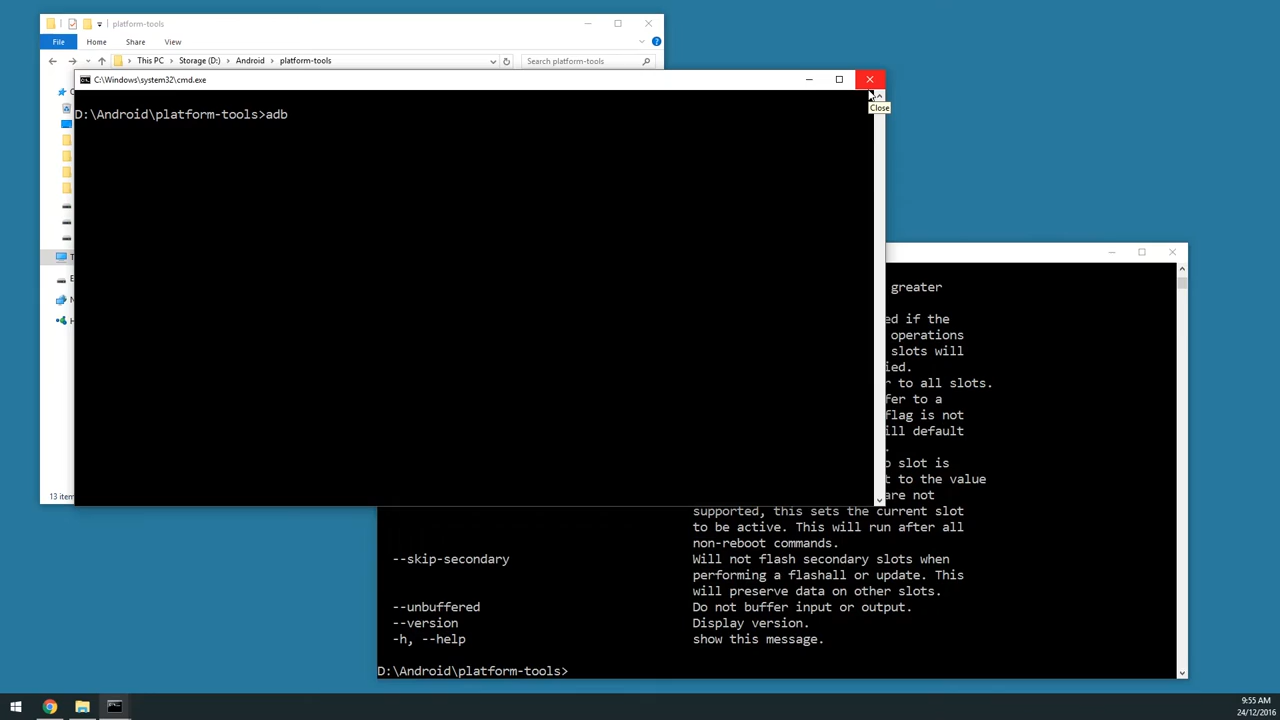 platform-tools
File Home Share View
This PC > Storage (D:) > Android > platform-tools
Search platform-tools
C:\Windows\system32\cmd.exe
D:\Android\platform-tools>adb
Close
13 item
greater
ed if the
operations
slots will
ied.
r to all slots.
fer to a
flag is not
ill default
.
slot is
t to the value
are not
supported, this sets the current slot
to be active. This will run after all
non-reboot commands.
--skip-secondary Will not flash secondary slots when
performing a flashall or update. This
will preserve data on other slots.
--unbuffered Do not buffer input or output.
--version Display version.
-h, --help show this message.
D:\Android\platform-tools>
9:55 AM
24/12/2016